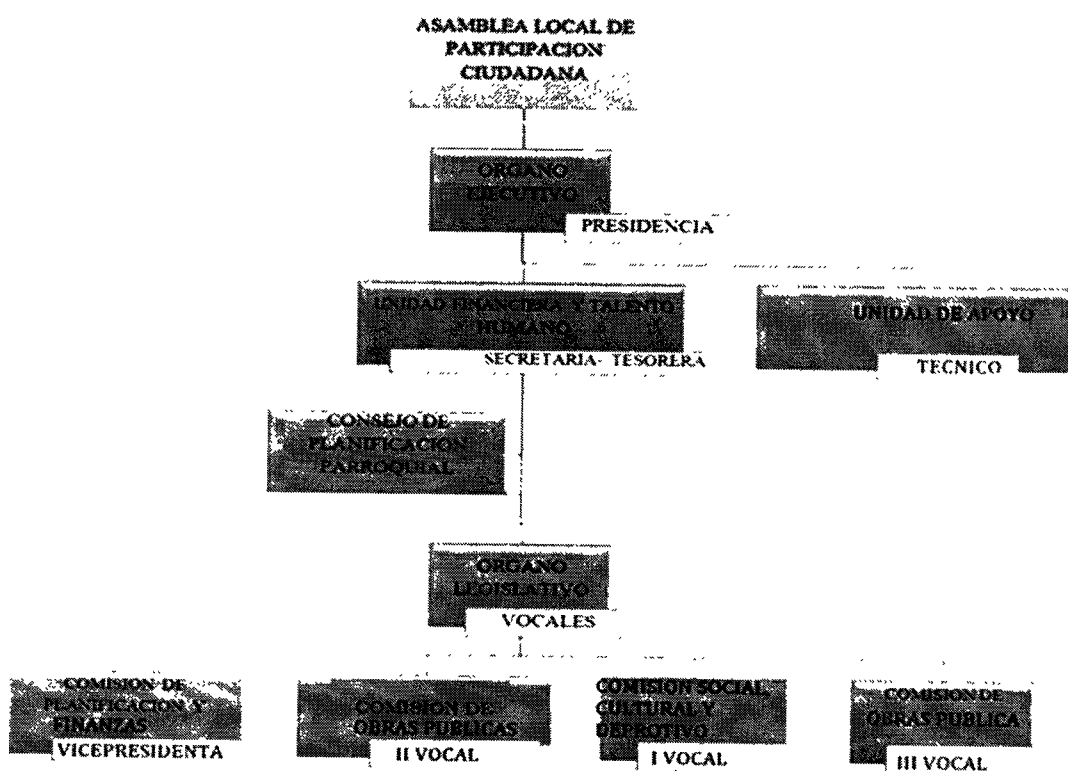 ASAMBLEA LOCAL DE
PARTICIPACION
CIUDADANA
ORGANO
EJECUTIVO
PRESIDENCIA
UNIDAD FINANCIERA Y TALENTO
HUMANO
SECRETARIA- TESORERA
UNIDAD DE APOYO
TECNICO
CONSEJO DE
PLANIFICACION
PARROQUIAL
ORGANO
LEGISLATIVO
VOCALES
COMISION DE
PLANIFICACION Y
FINANZAS
VICEPRESIDENTA
COMISION DE
OBRAS PUBLICAS
II VOCAL
COMISION SOCIAL,
CULTURAL Y
DEPROTIVO
I VOCAL
COMISION DE
OBRAS PUBLICA
III VOCAL